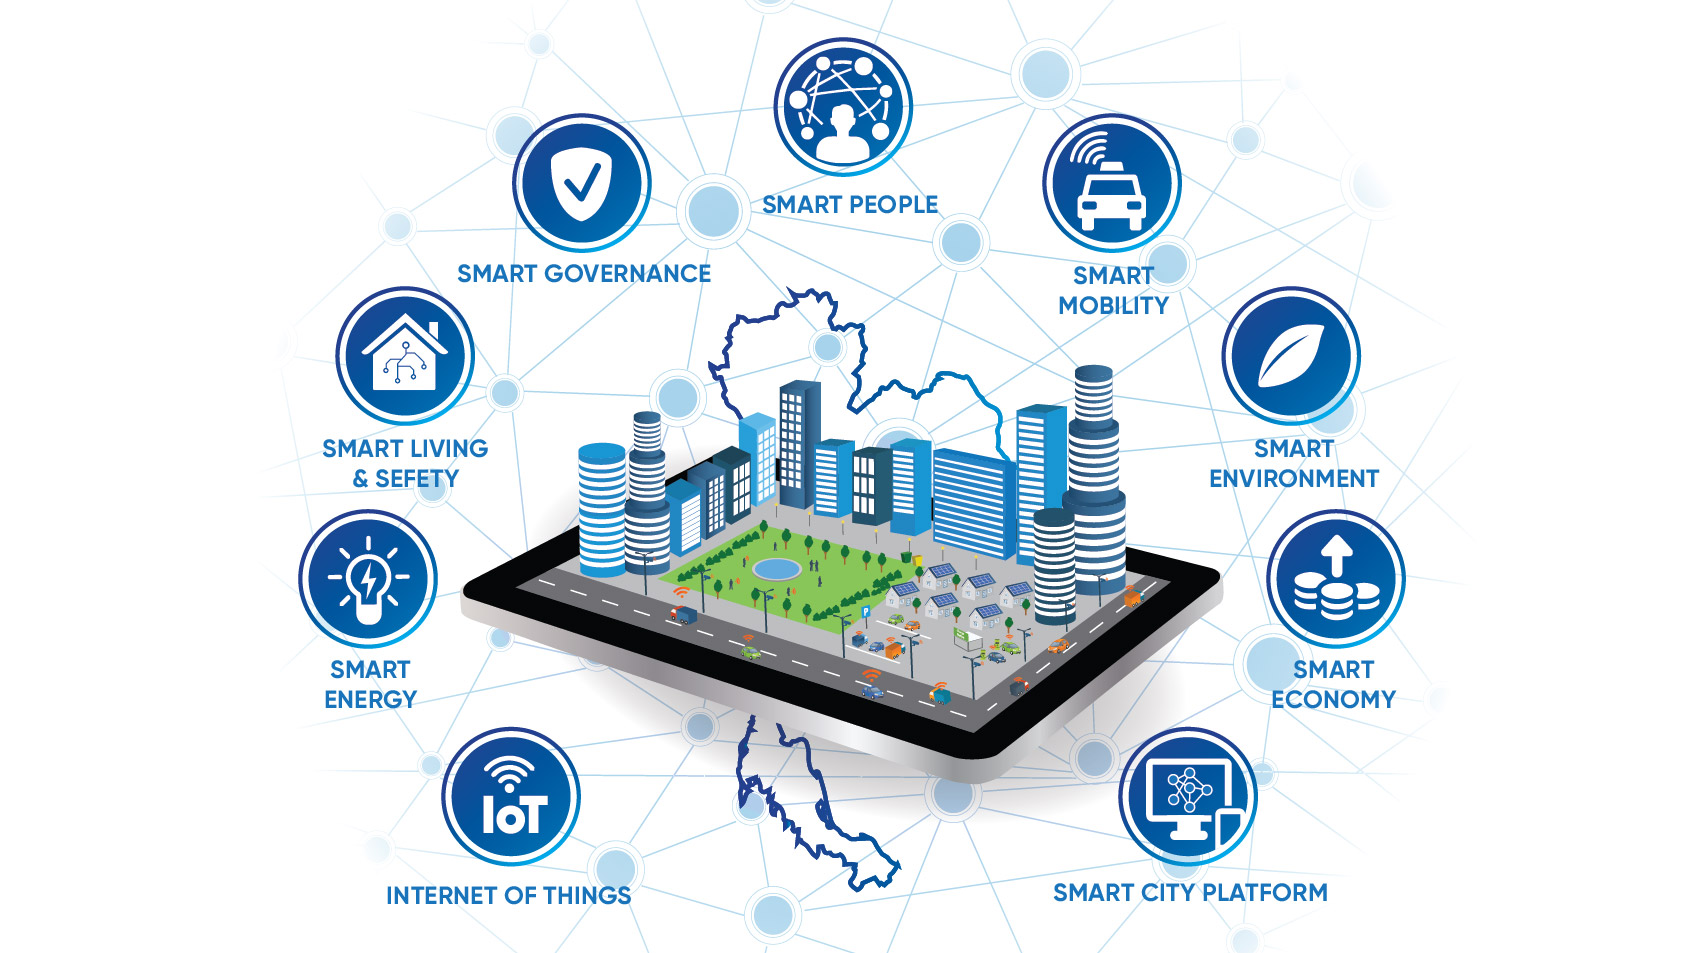 SMART PEOPLE
SMART GOVERNANCE
SMART
MOBILITY
SMART LIVING
& SEFETY
SMART
ENVIRONMENT
SMART
ENERGY
SMART
ECONOMY
IoT
INTERNET OF THINGS
SMART CITY PLATFORM
P